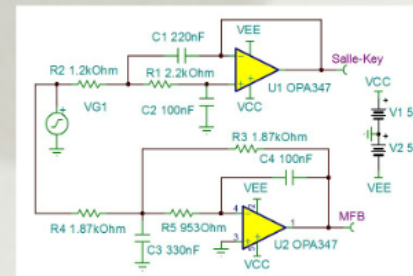 C1 220nF
VEE
Salle-Key
R2 1.2kOhm
R1 2.2kOhm
VCC
U1 OPA347
VG1
C2 100nF
VCC
V1 5
R3 1.87kOhm
C4 100nF
V2 5
VEE
VEE
MFB
R4 1.87kOhm
R5 953Ohm
4
2
1
3
U2 OPA347
C3 330nF
VCC